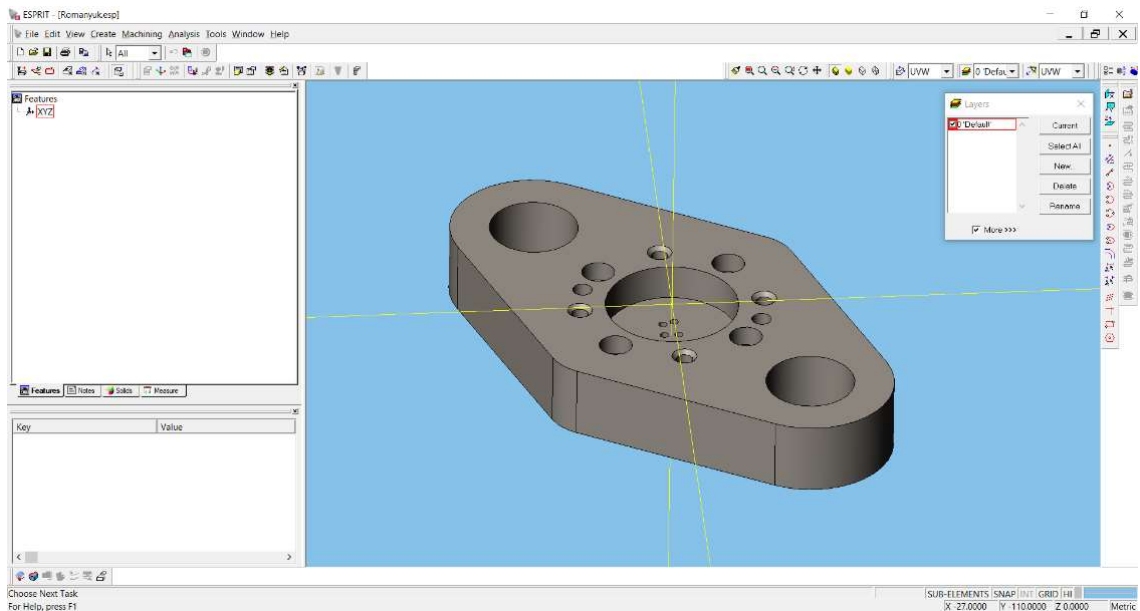 ESPRIT - [Romanyuk.esp]
File Edit View Create Machining Analysis Tools Window Help
All
UVW 0 'Defau UVW
Features
XYZ
Layers
0 'Default'
Current
Select All
New.
Delete
Rename
More >>>
Features Notes Solids Measure
Key Value
Choose Next Task
SUB-ELEMENTS SNAP INT GRID HI
For Help, press F1
X -27.0000 Y -110.0000 Z 0.0000 Metric